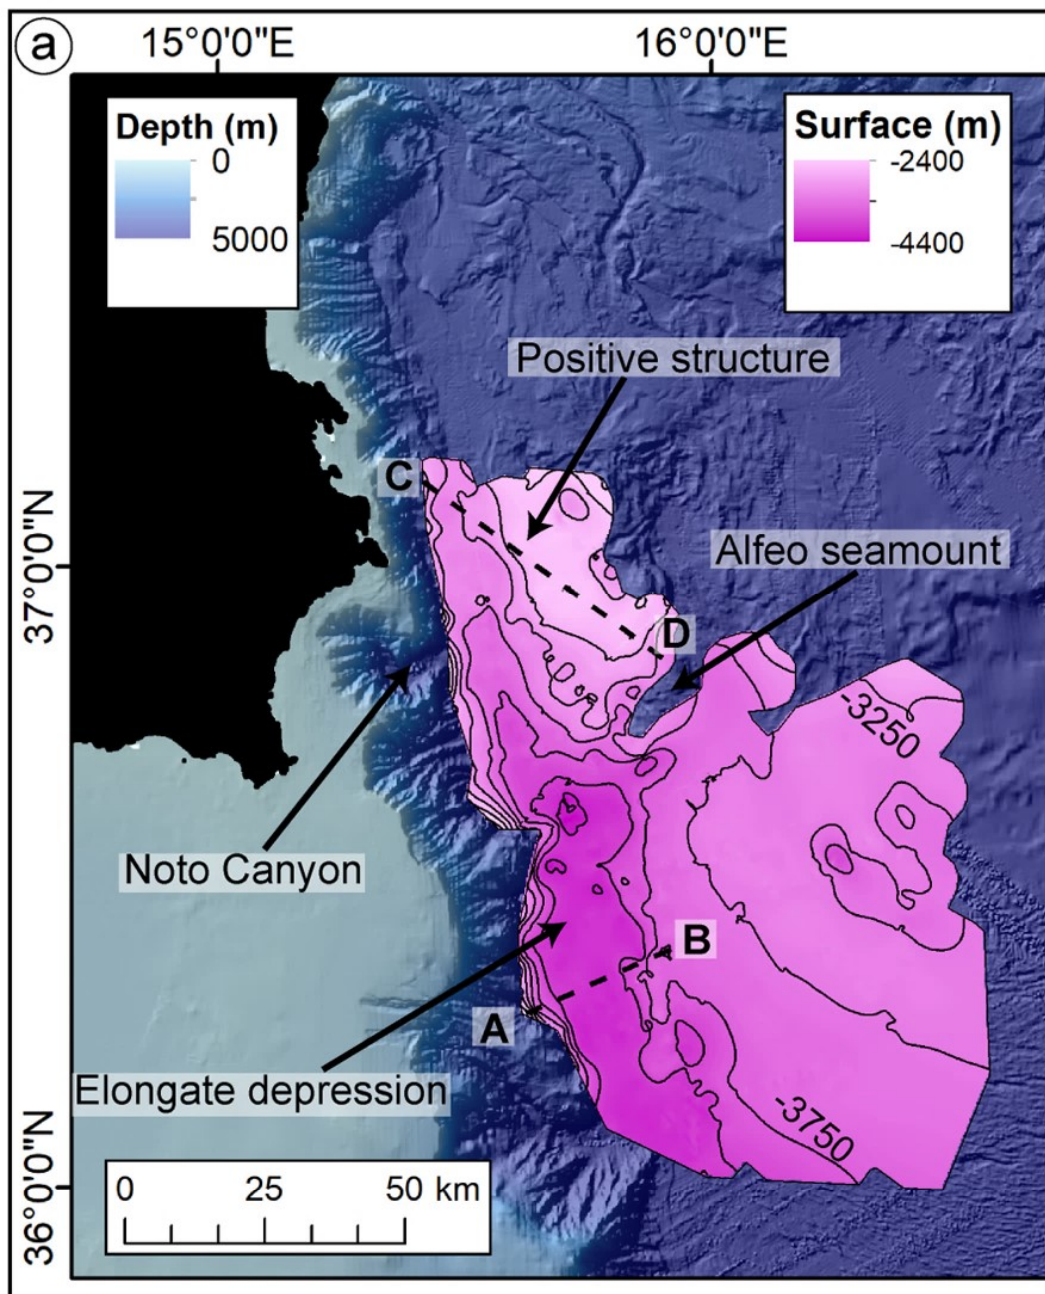 a
15°0'0"E
16°0'0"E
Depth (m)
0
5000
Surface (m)
-2400
-4400
Positive structure
C
37°0'0"N
Alfeo seamount
D
-3250
Noto Canyon
B
A
Elongate depression
-3750
36°0'0"N
0 25 50 km